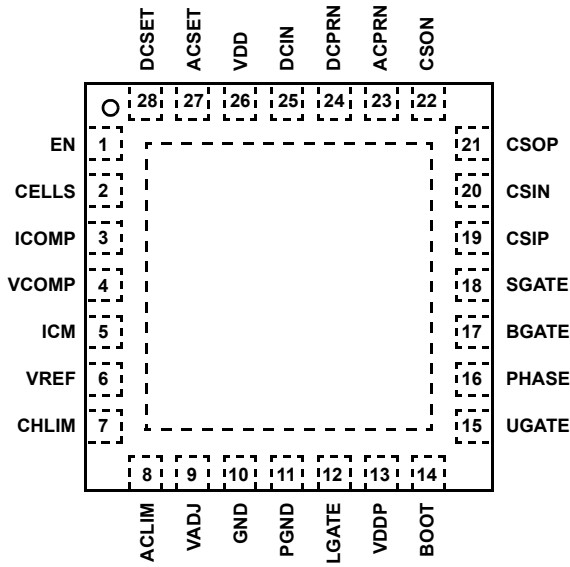 DCSET ACSET VDD DCIN DCPRN ACPRN CSON
28 27 26 25 24 23 22
EN 1 21 CSOP
CELLS 2 20 CSIN
ICOMP 3 19 CSIP
VCOMP 4 18 SGATE
ICM 5 17 BGATE
VREF 6 16 PHASE
CHLIM 7 15 UGATE
8 9 10 11 12 13 14
ACLIM VADJ GND PGND LGATE VDDP BOOT